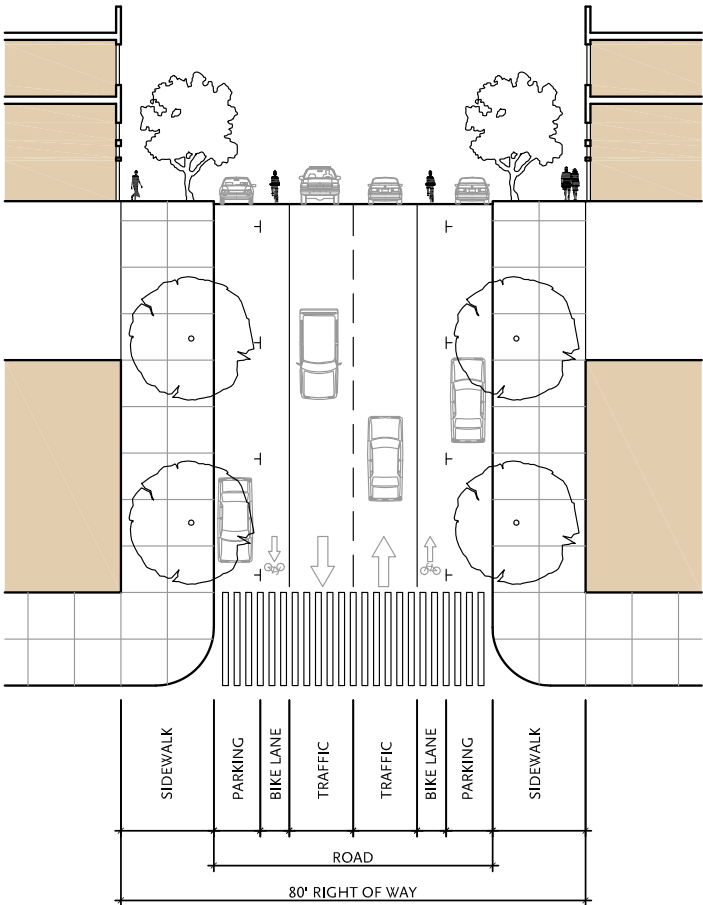 SIDEWALK
PARKING
BIKE LANE
TRAFFIC
TRAFFIC
BIKE LANE
PARKING
SIDEWALK
ROAD
80' RIGHT OF WAY